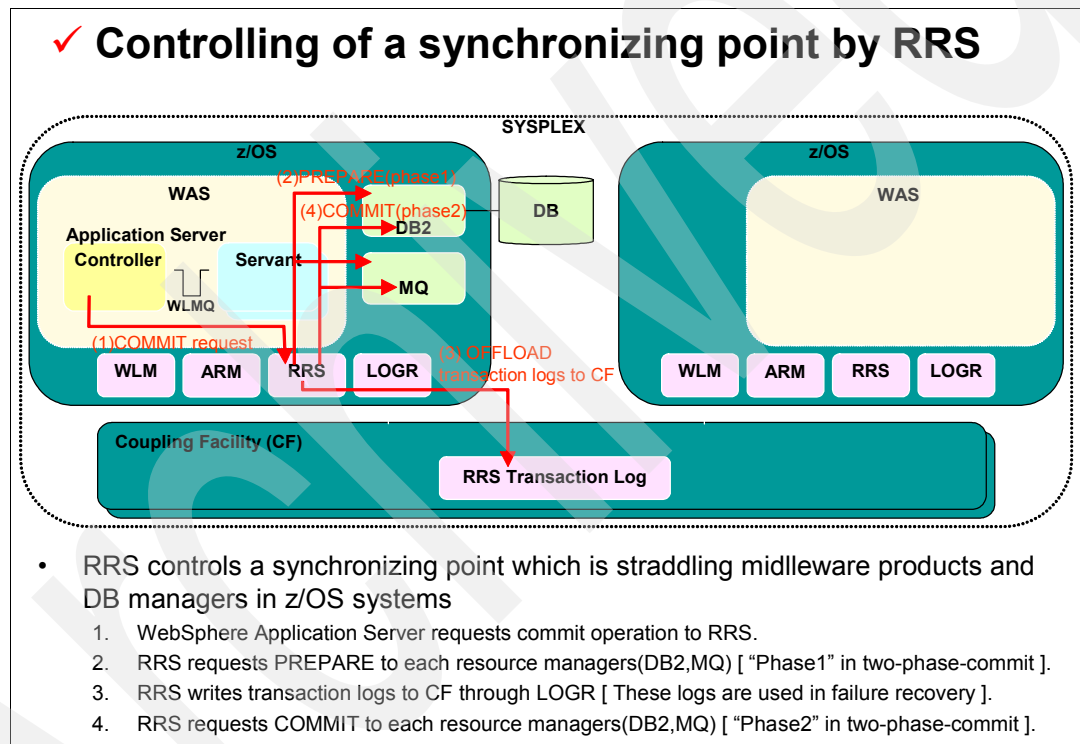 ✓ Controlling of a synchronizing point by RRS
SYSPLEX
z/OS
WAS
Application Server
Controller
WLMQ
Servant
(1)COMMIT request
(2)PREPARE(phase1)
(4)COMMIT(phase2)
DB2
MQ
DB
WLM
ARM
RRS
LOGR
(3) OFFLOAD
transaction logs to CF
z/OS
WAS
WLM
ARM
RRS
LOGR
Coupling Facility (CF)
RRS Transaction Log
• RRS controls a synchronizing point which is straddling midlleware products and
DB managers in z/OS systems
1. WebSphere Application Server requests commit operation to RRS.
2. RRS requests PREPARE to each resource managers(DB2,MQ) [ “Phase1” in two-phase-commit ].
3. RRS writes transaction logs to CF through LOGR [ These logs are used in failure recovery ].
4. RRS requests COMMIT to each resource managers(DB2,MQ) [ “Phase2” in two-phase-commit ].